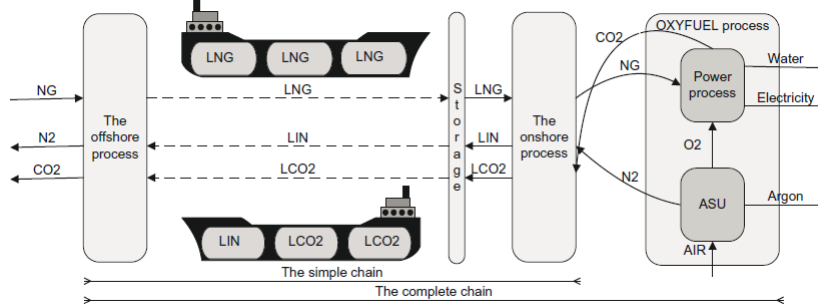 OXYFUEL process
CO2
LNG LNG LNG
Water
NG LNG Storage LNG NG Power process
Electricity
The offshore process
The onshore process
N2 LIN LIN O2
CO2 LCO2 LCO2 N2
ASU Argon
LIN LCO2 LCO2
AIR
The simple chain
The complete chain